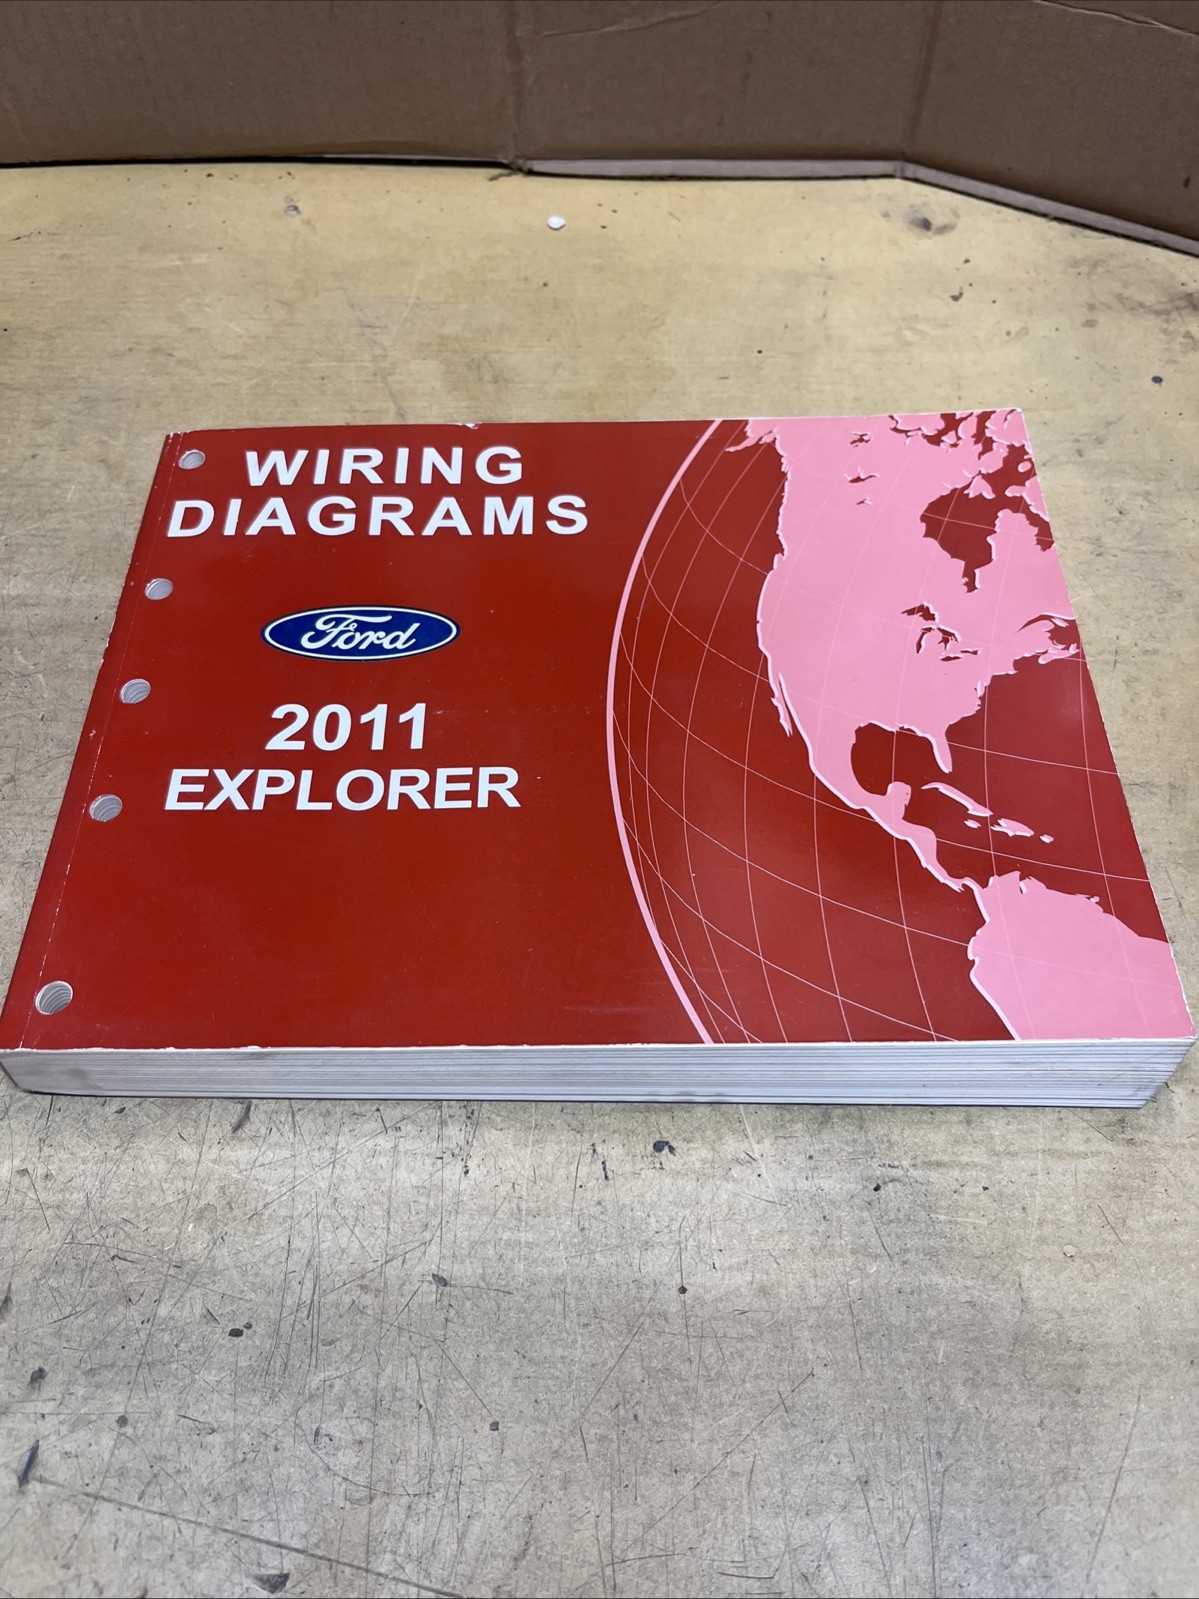 WIRING
DIAGRAMS
Ford
2011
EXPLORER